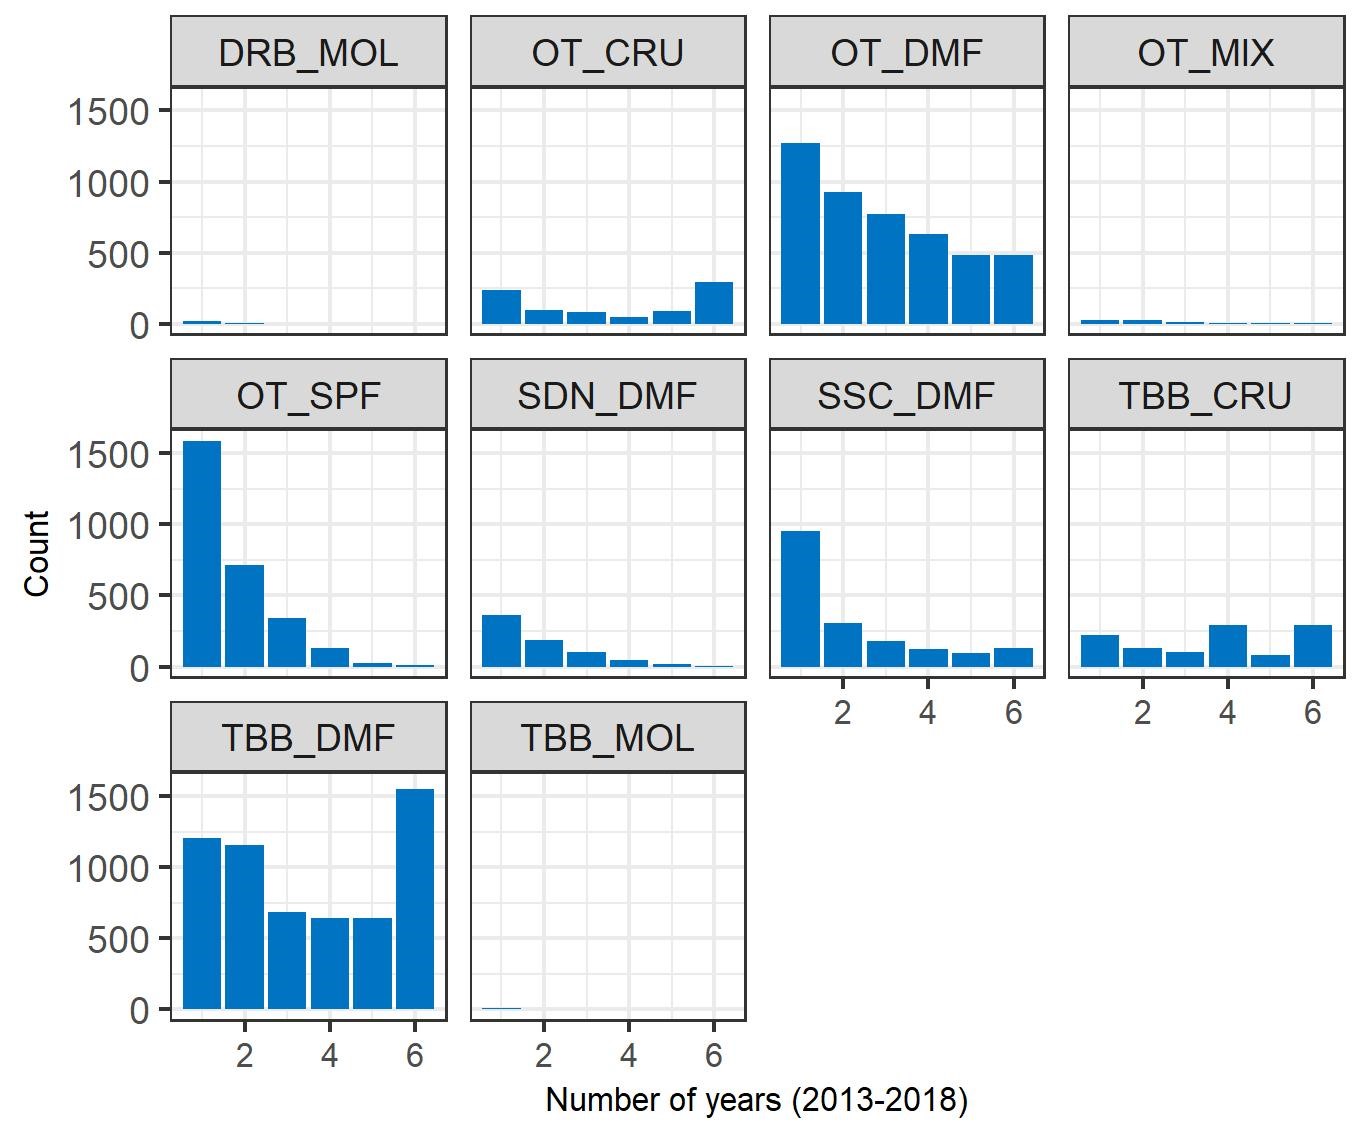 DRB_MOL OT_CRU OT_DMF OT_MIX
1500
1000
500
0
OT_SPF SDN_DMF SSC_DMF TBB_CRU
1500
1000
500
0
2 4 6 2 4 6
TBB_DMF TBB_MOL
1500
1000
500
0
2 4 6 2 4 6
Count
Number of years (2013-2018)